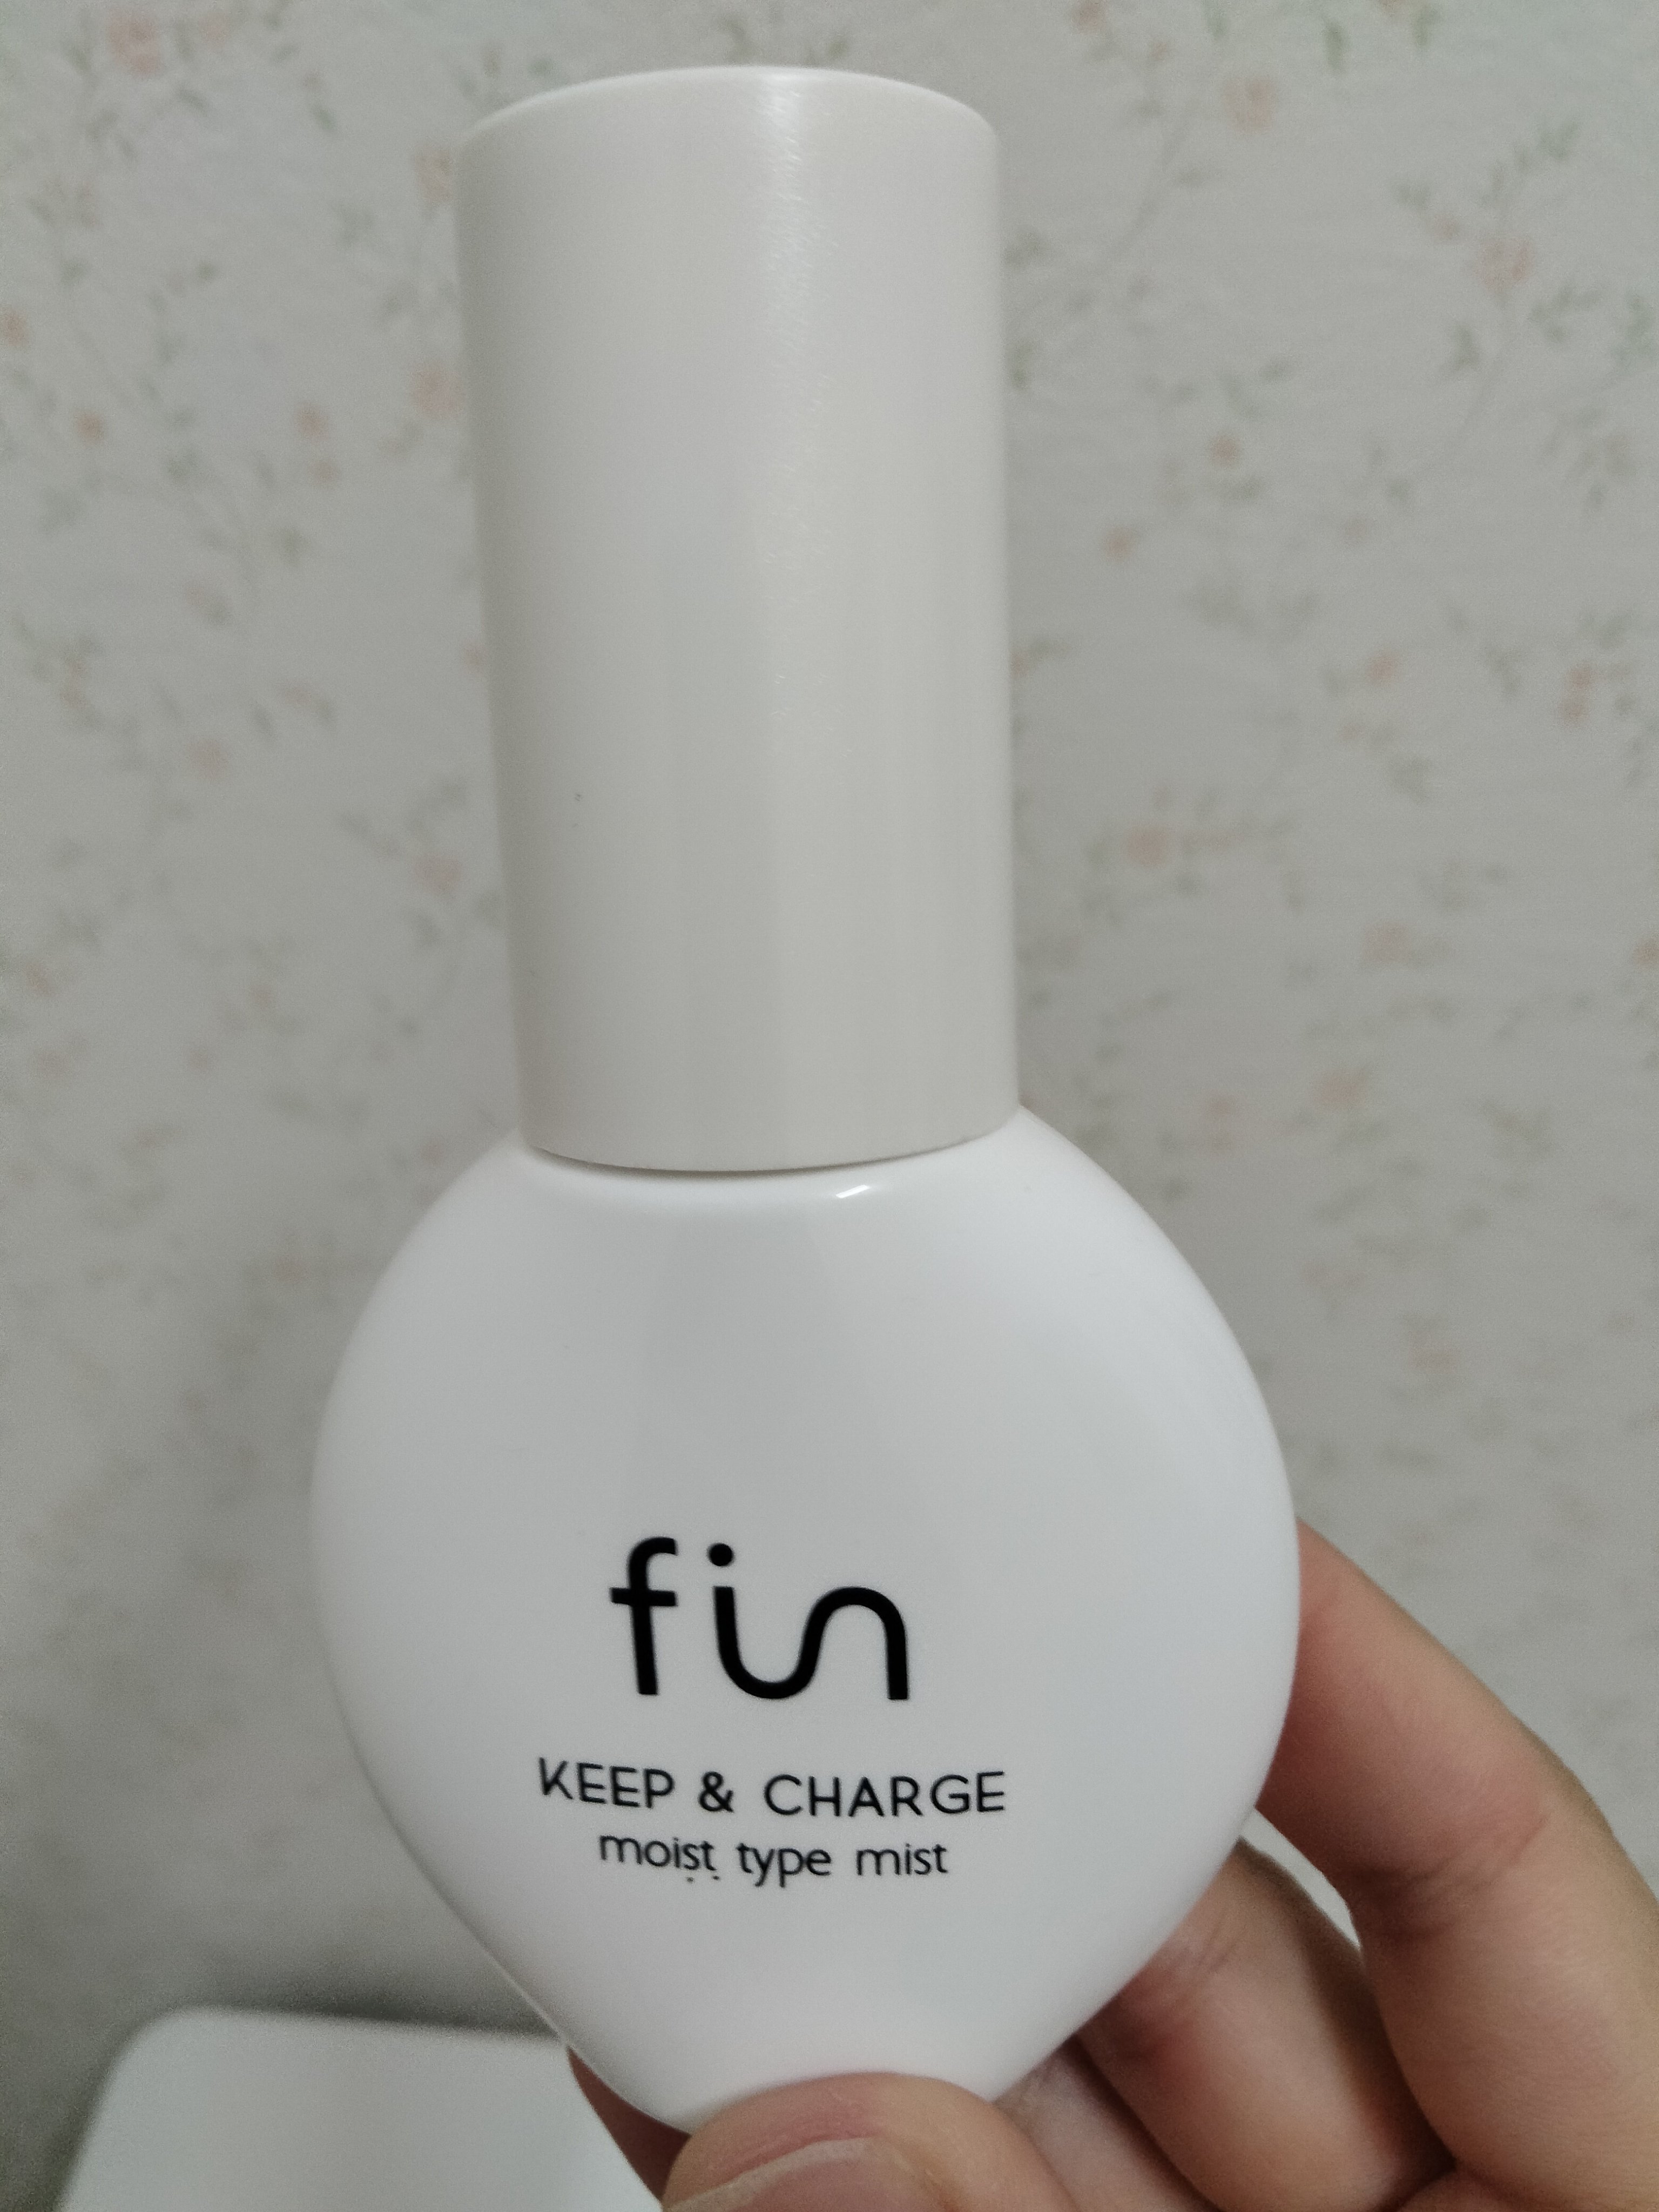 fin
KEEP & CHARGE
moist type mist